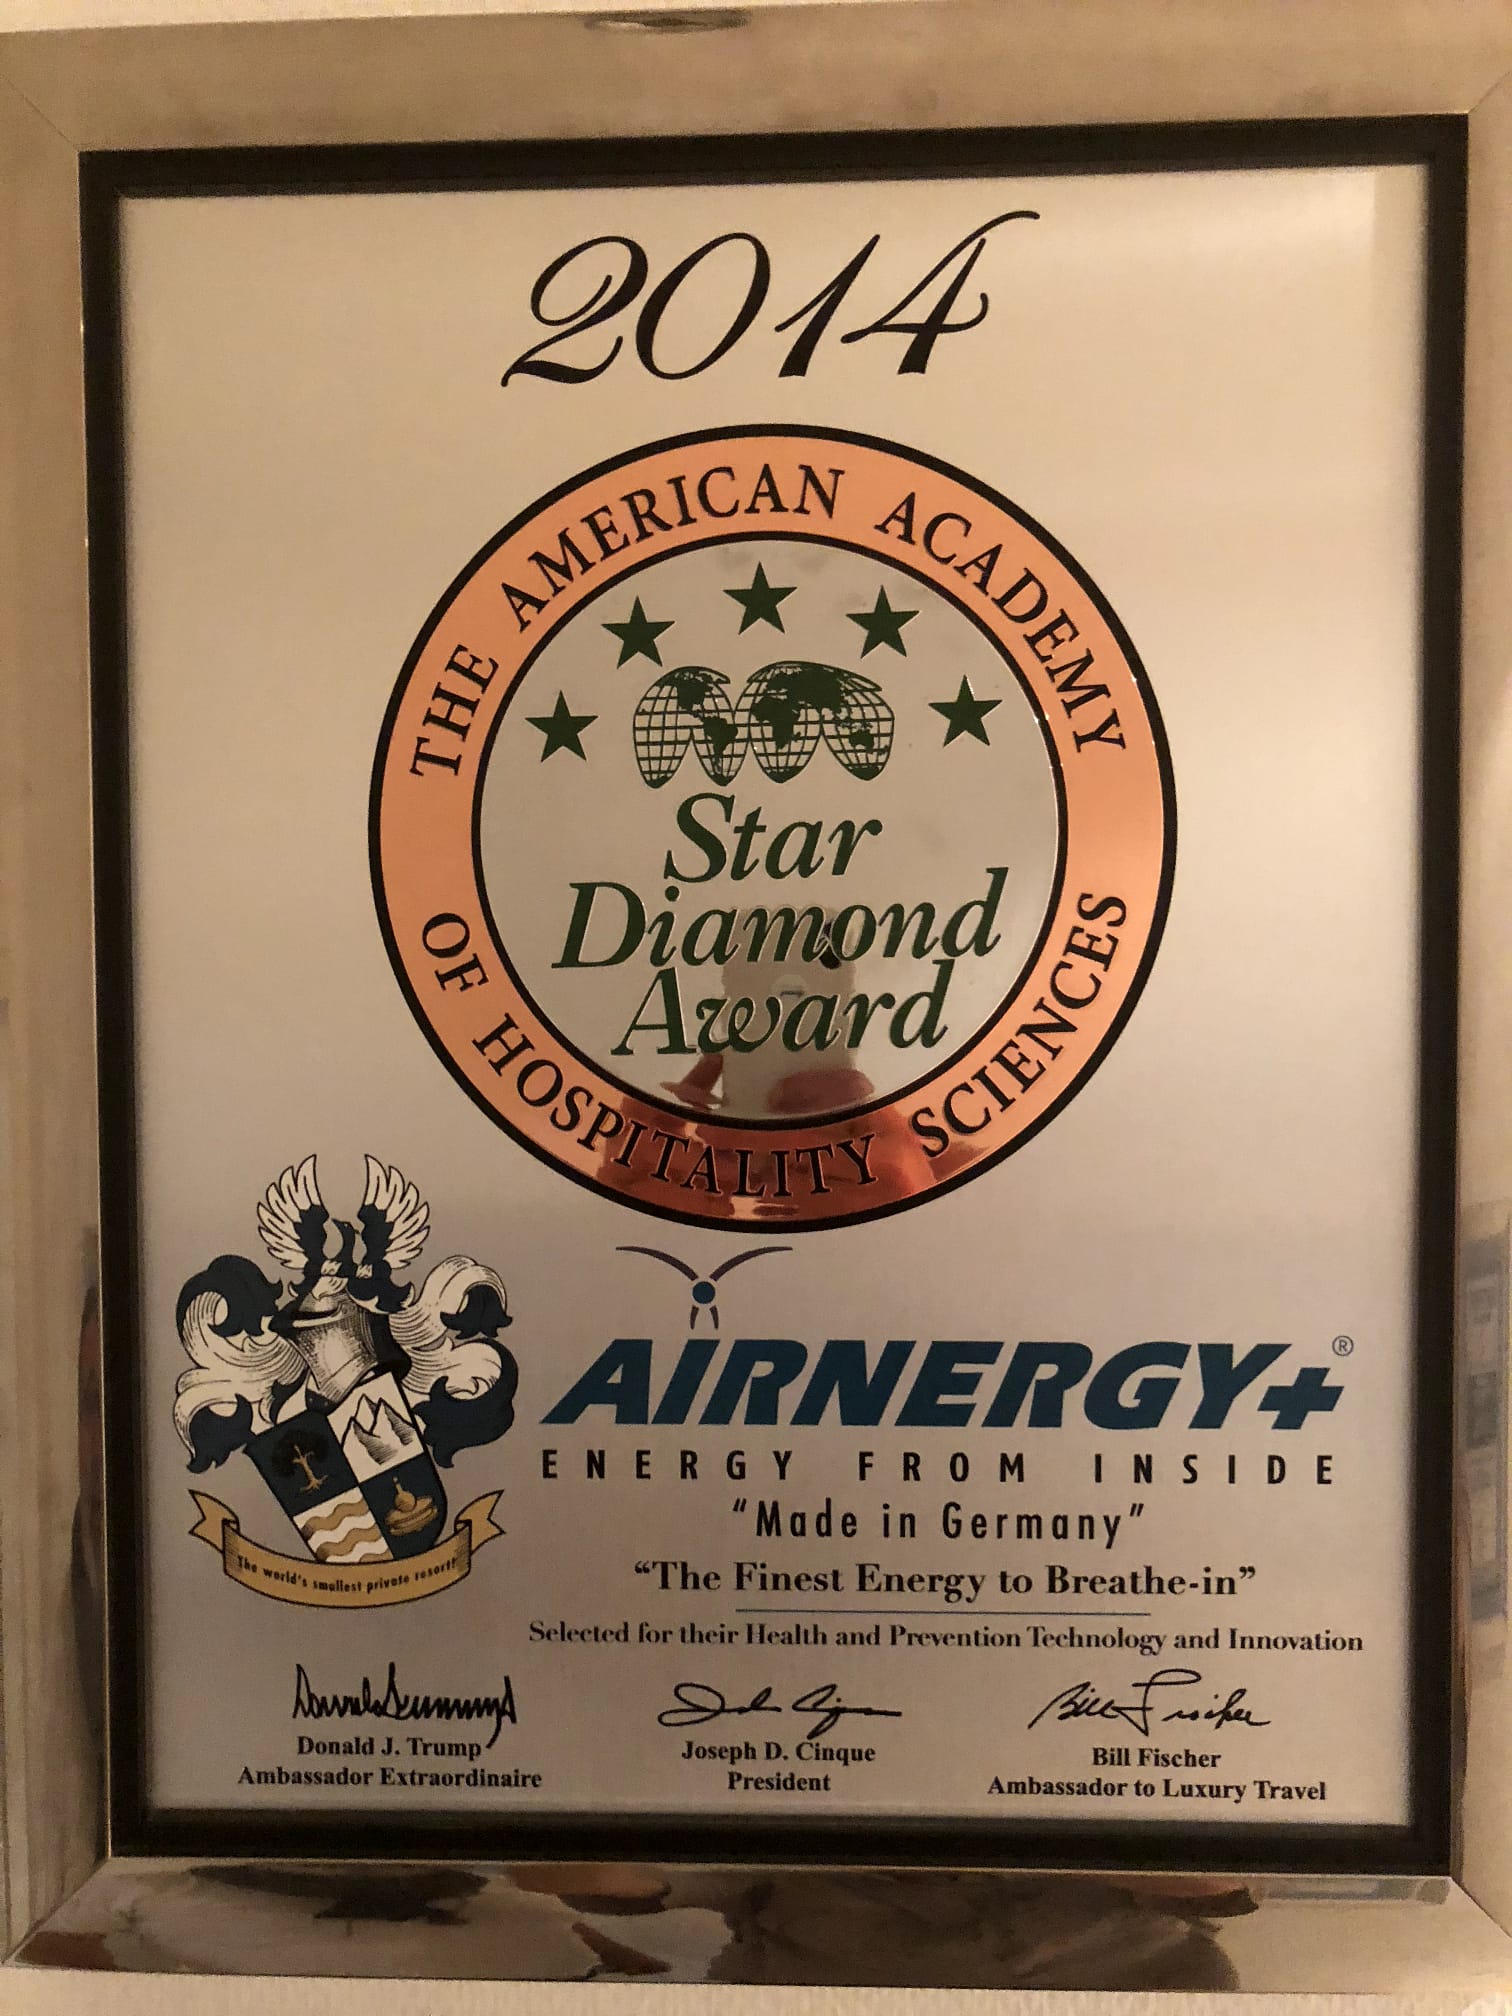 2014
THE AMERICAN ACADEMY
OF HOSPITALITY SCIENCES
Star
Diamond
Award
AIRNERGY+®
ENERGY FROM INSIDE
"Made in Germany"
"The Finest Energy to Breathe-in"
The world's smallest private resort!
Selected for their Health and Prevention Technology and Innovation
Donald J. Trump
Ambassador Extraordinaire
Joseph D. Cinque
President
Bill Fischer
Bill Fischer
Ambassador to Luxury Travel